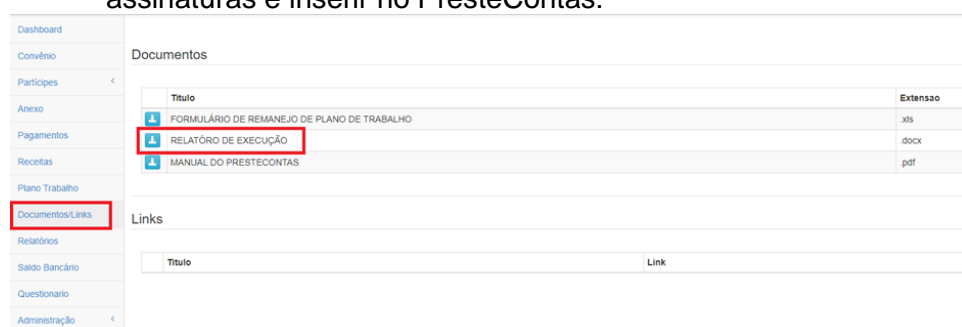 assinaturas e inserir no PresteContas.
Dashboard
Convênio
Partícipes
Anexo
Pagamentos
Receitas
Plano Trabalho
Documentos/Links
Relatórios
Saldo Bancário
Questionario
Administração
Documentos
Titulo Extensao
FORMULÁRIO DE REMANEJO DE PLANO DE TRABALHO .xls
RELATÓRO DE EXECUÇÃO .docx
MANUAL DO PRESTECONTAS .pdf
Links
Titulo Link